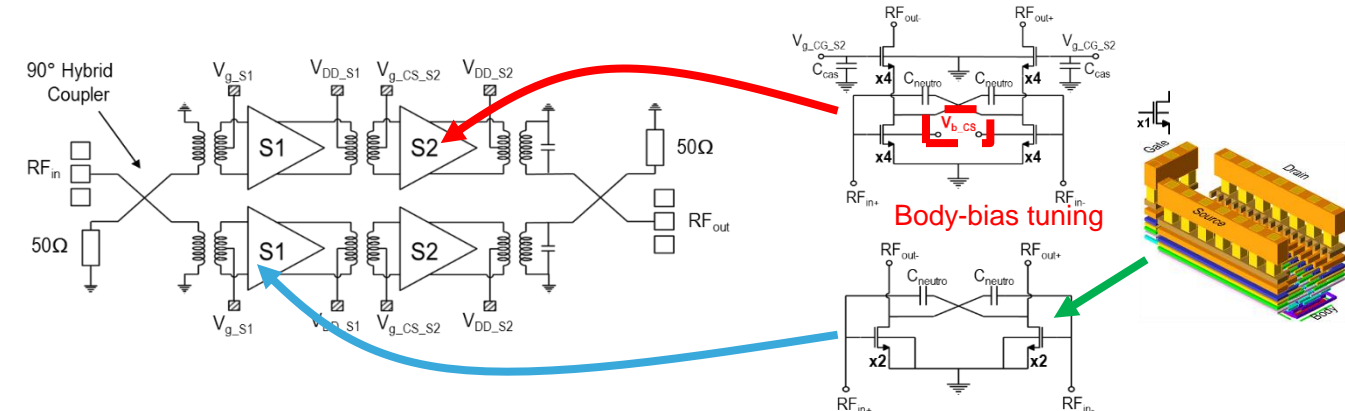 90° Hybrid
Coupler
V_g_S1
V_DD_S1
V_g_CS_S2
V_DD_S2
S1
S2
50Ω
RF_in
50Ω
RF_out
S1
S2
V_g_S1
V_DD_S1
V_g_CS_S2
V_DD_S2
RF_out-
RF_out+
V_g_CG_S2
V_g_CG_S2
C_cas
C_cas
x4
x4
C_neutro
C_neutro
V_b_CS
x4
x4
RF_in+
RF_in-
Body-bias tuning
RF_out-
RF_out+
C_neutro
C_neutro
x2
x2
RF_in+
RF_in-
x1
Gate
Drain
Source
Body